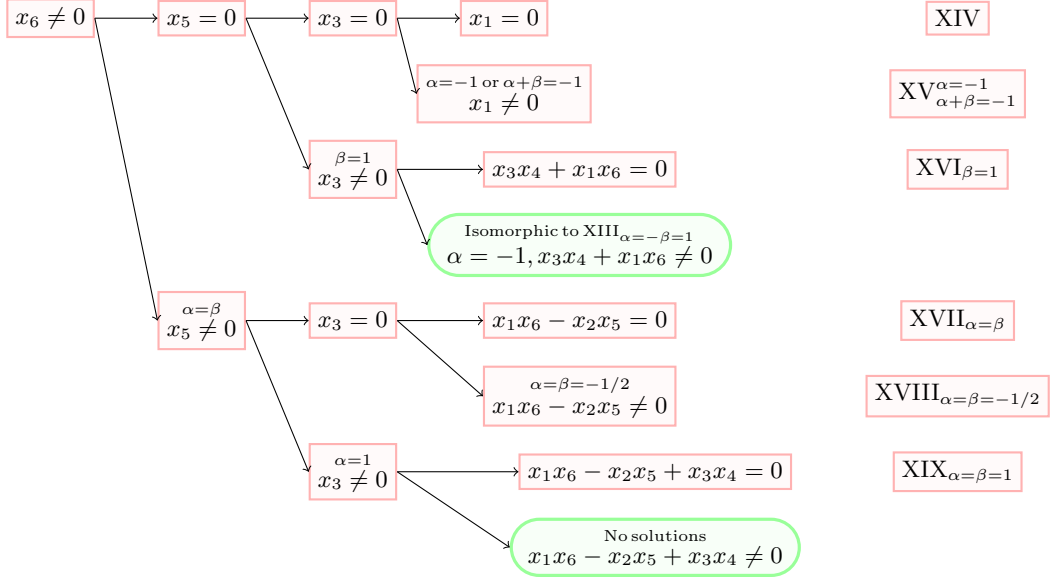 x₆ ≠ 0 x₅ = 0 x₃ = 0 x₁ = 0 XIV
α=−1 or α+β=−1
x₁ ≠ 0 XV^{α=−1}_{α+β=−1}
β=1
x₃ ≠ 0 x₃x₄ + x₁x₆ = 0 XVI_{β=1}
Isomorphic to XIII_{α=−β=1}
α = −1, x₃x₄ + x₁x₆ ≠ 0
α=β
x₅ ≠ 0 x₃ = 0 x₁x₆ − x₂x₅ = 0 XVII_{α=β}
α=β=−1/2
x₁x₆ − x₂x₅ ≠ 0 XVIII_{α=β=−1/2}
α=1
x₃ ≠ 0 x₁x₆ − x₂x₅ + x₃x₄ = 0 XIX_{α=β=1}
No solutions
x₁x₆ − x₂x₅ + x₃x₄ ≠ 0